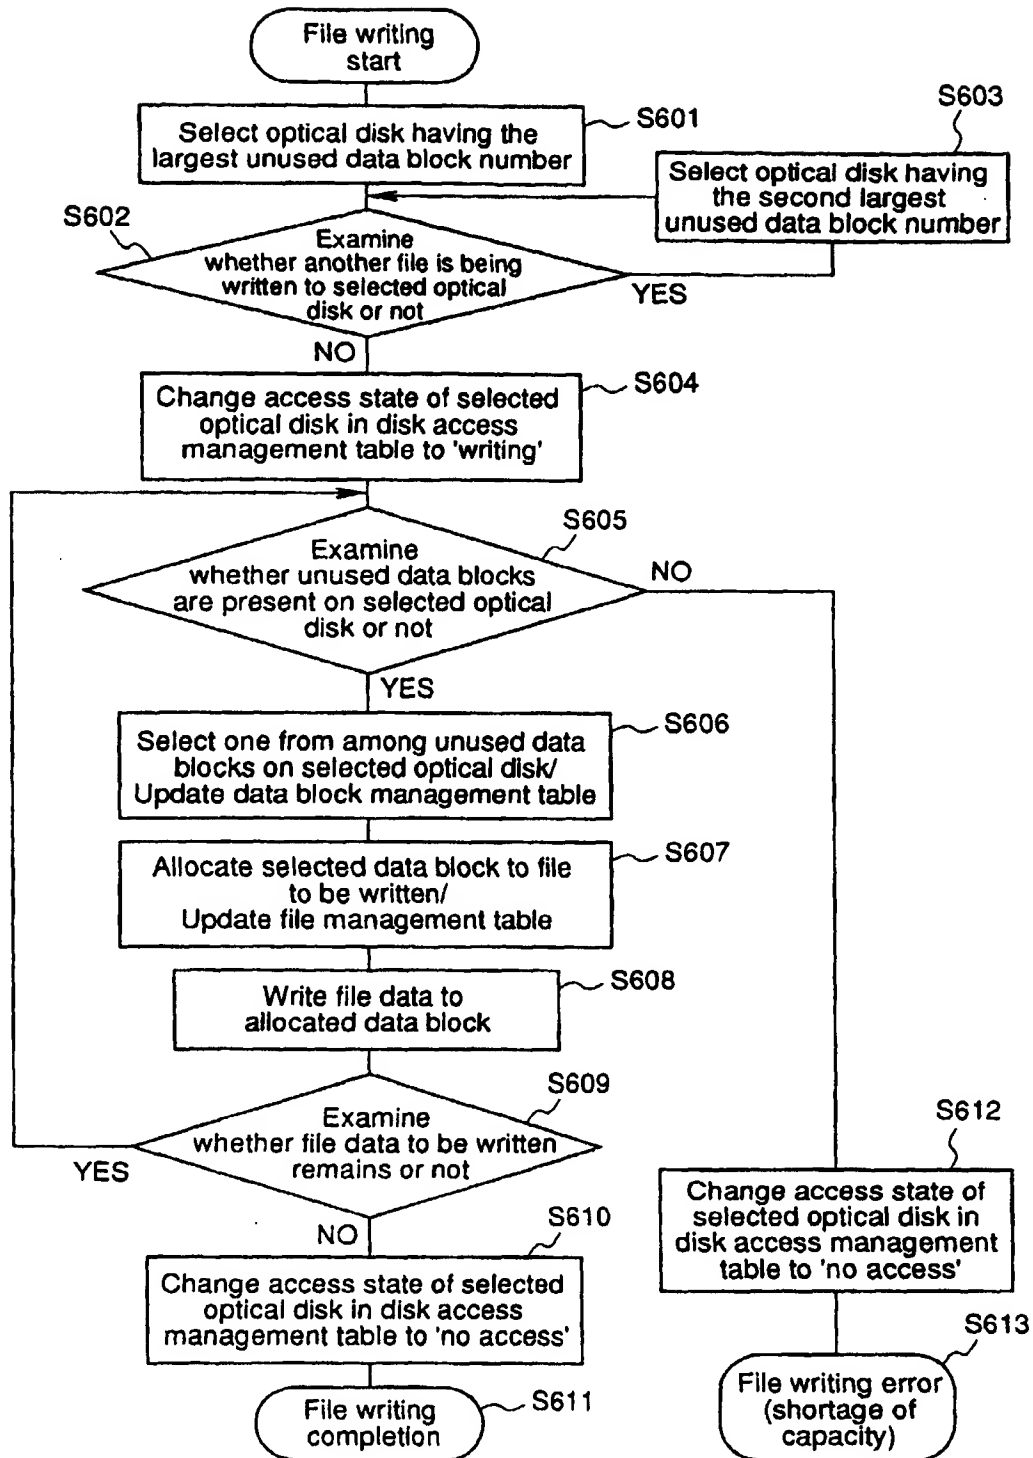 File writing
start
S601
Select optical disk having the
largest unused data block number
S603
Select optical disk having
the second largest
unused data block number
S602
Examine
whether another file is being
written to selected optical
disk or not
YES
NO
S604
Change access state of selected
optical disk in disk access
management table to 'writing'
S605
Examine
whether unused data blocks
are present on selected optical
disk or not
NO
YES
S606
Select one from among unused data
blocks on selected optical disk/
Update data block management table
S607
Allocate selected data block to file
to be written/
Update file management table
S608
Write file data to
allocated data block
S609
Examine
whether file data to be written
remains or not
YES
NO
S610
Change access state of selected
optical disk in disk access
management table to 'no access'
S611
File writing
completion
S612
Change access state of
selected optical disk in
disk access management
table to 'no access'
S613
File writing error
(shortage of
capacity)